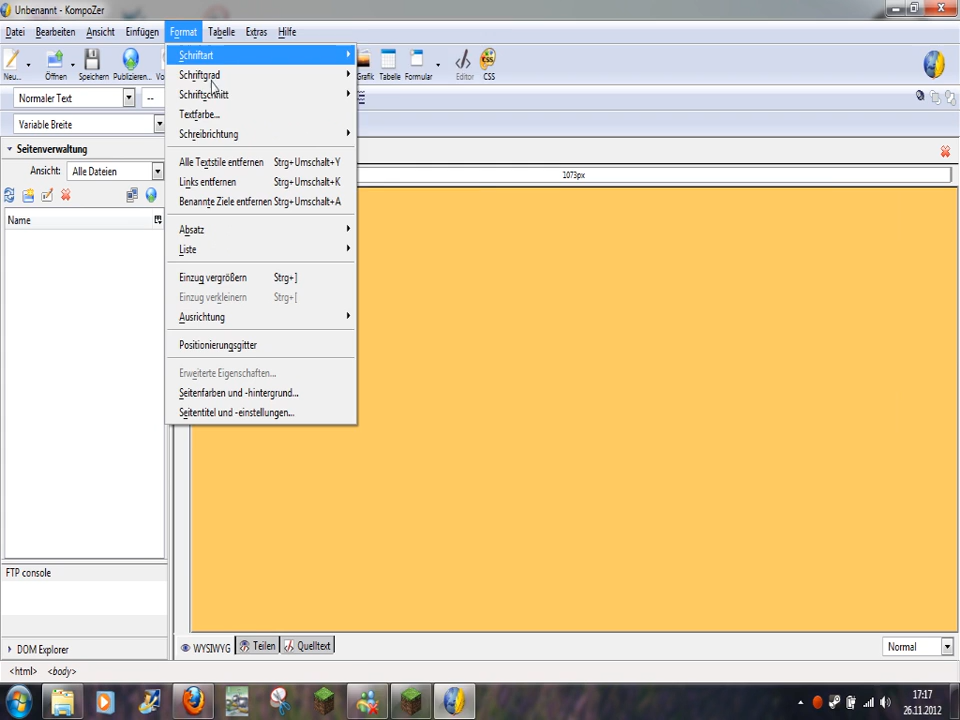 Unbenannt - KompoZer
Datei Bearbeiten Ansicht Einfügen Format Tabelle Extras Hilfe
Neu... Öffnen Speichern Publizieren... Grafik Tabelle Formular Editor CSS
Normaler Text --
Variable Breite
Seitenverwaltung
Ansicht: Alle Dateien
Name
FTP console
DOM Explorer
Schriftart
Schriftgrad
Schriftschnitt
Textfarbe...
Schreibrichtung
Alle Textstile entfernen Strg+Umschalt+Y
Links entfernen Strg+Umschalt+K
Benannte Ziele entfernen Strg+Umschalt+A
Absatz
Liste
Einzug vergrößern Strg+]
Einzug verkleinern Strg+[
Ausrichtung
Positionierungsgitter
Erweiterte Eigenschaften...
Seitenfarben und -hintergrund...
Seitentitel und -einstellungen...
1073px
WYSIWYG Teilen Quelltext Normal
<html> <body>
17:17
26.11.2012